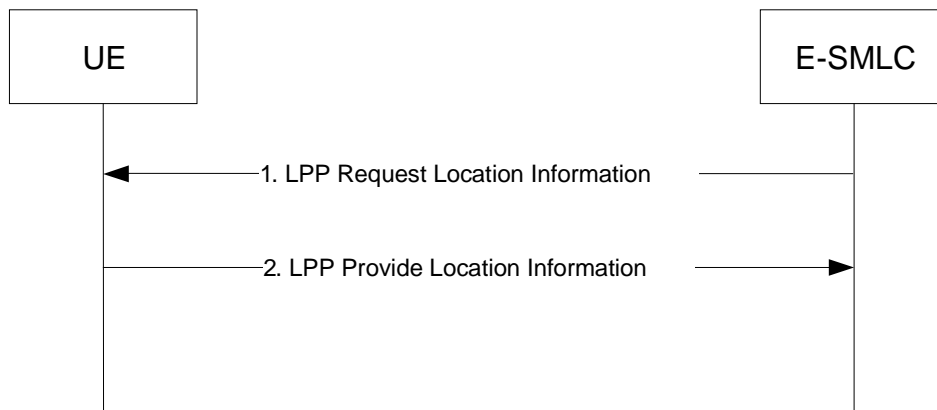 UE
E-SMLC
1. LPP Request Location Information
2. LPP Provide Location Information